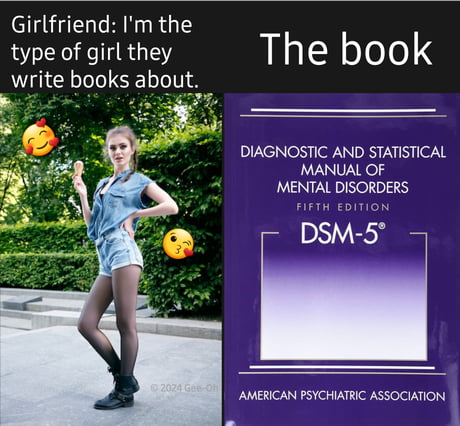 Girlfriend: I'm the
type of girl they
write books about.
The book
DIAGNOSTIC AND STATISTICAL
MANUAL OF
MENTAL DISORDERS
FIFTH EDITION
DSM-5®
AMERICAN PSYCHIATRIC ASSOCIATION
© 2024 Gee-Oh